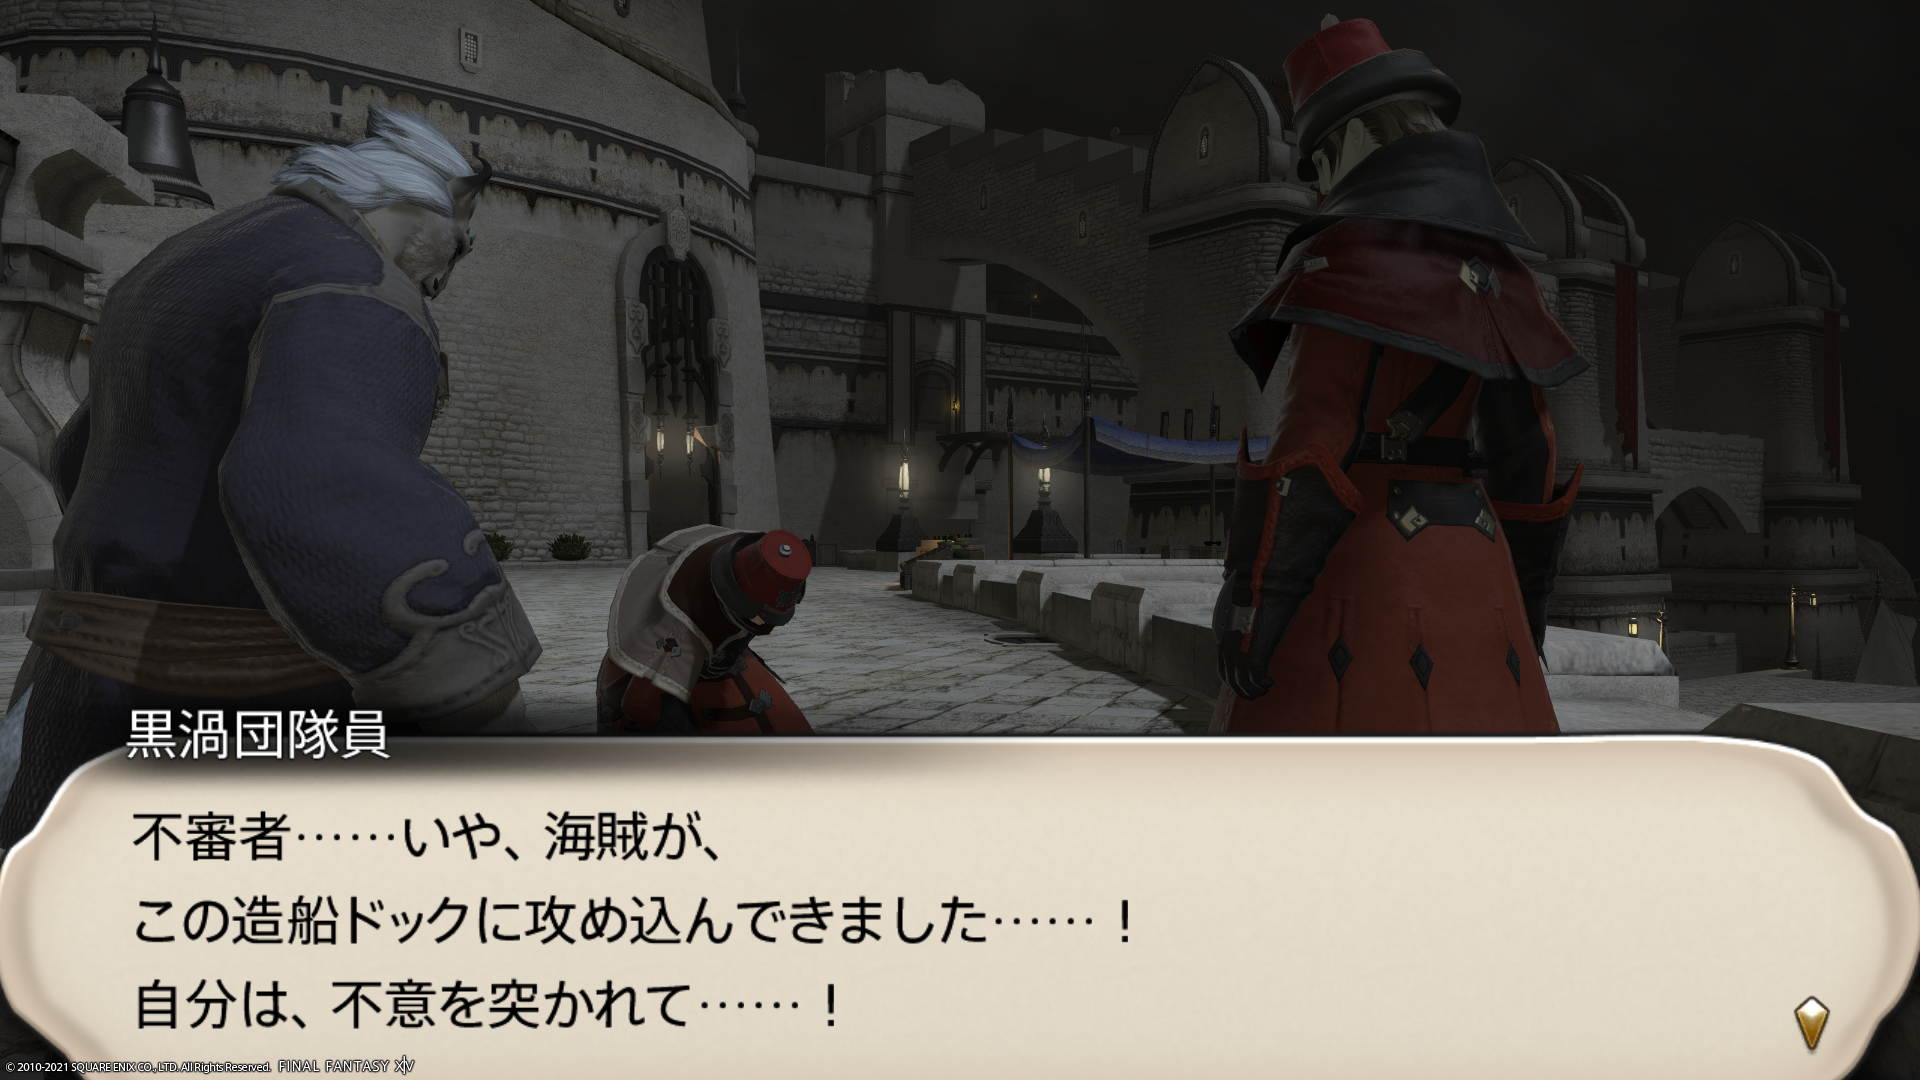 黒渦団隊員
不審者……いや、海賊が、
この造船ドックに攻め込んできました……！
自分は、不意を突かれて……！
© 2010-2021 SQUARE ENIX CO., LTD. All Rights Reserved. FINAL FANTASY XIV